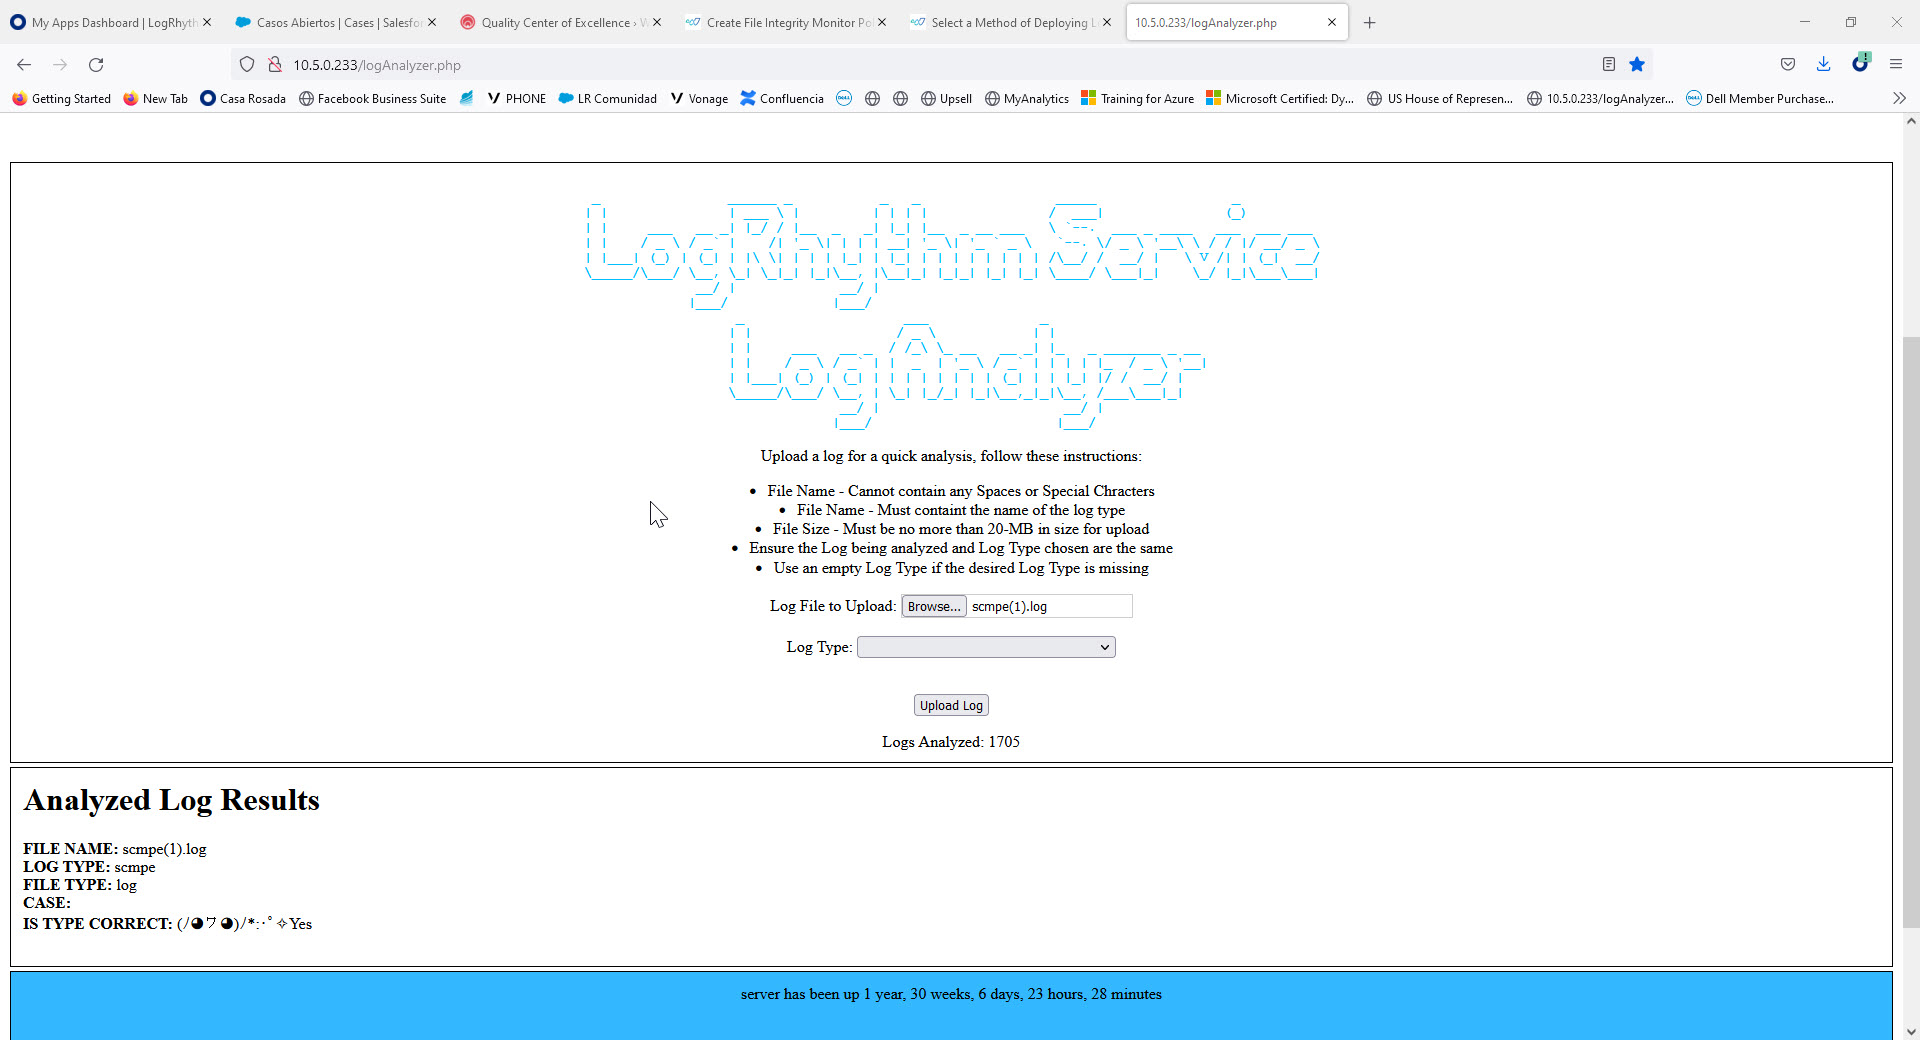 My Apps Dashboard | LogRhyth
Casos Abiertos | Cases | Salesfo
Quality Center of Excellence › W
Create File Integrity Monitor Po
Select a Method of Deploying L
10.5.0.233/logAnalyzer.php
10.5.0.233/logAnalyzer.php
Getting Started
New Tab
Casa Rosada
Facebook Business Suite
PHONE
LR Comunidad
Vonage
Confluencia
Upsell
MyAnalytics
Training for Azure
Microsoft Certified: Dy...
US House of Represen...
10.5.0.233/logAnalyzer...
Dell Member Purchase...
LogRhythm Service
Log Analyzer
Upload a log for a quick analysis, follow these instructions:
• File Name - Cannot contain any Spaces or Special Chracters
• File Name - Must containt the name of the log type
• File Size - Must be no more than 20-MB in size for upload
• Ensure the Log being analyzed and Log Type chosen are the same
• Use an empty Log Type if the desired Log Type is missing
Log File to Upload: Browse... scmpe(1).log
Log Type:
Upload Log
Logs Analyzed: 1705
Analyzed Log Results
FILE NAME: scmpe(1).log
LOG TYPE: scmpe
FILE TYPE: log
CASE:
IS TYPE CORRECT: (/◕ヮ◕)/*:･ﾟ✧Yes
server has been up 1 year, 30 weeks, 6 days, 23 hours, 28 minutes